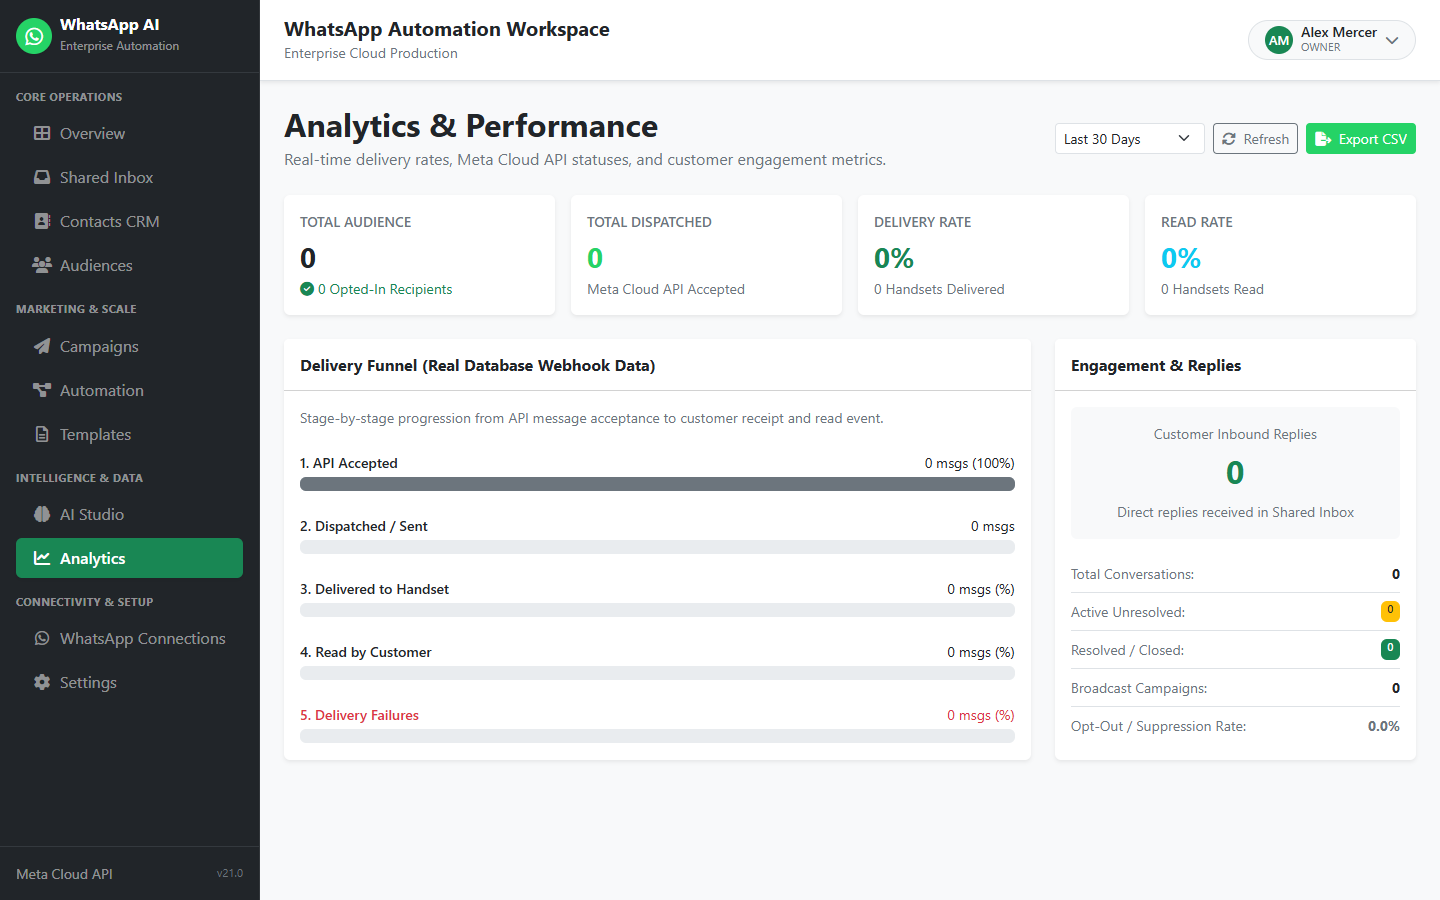 WhatsApp AI
Enterprise Automation
CORE OPERATIONS
Overview
Shared Inbox
Contacts CRM
Audiences
MARKETING & SCALE
Campaigns
Automation
Templates
INTELLIGENCE & DATA
AI Studio
Analytics
CONNECTIVITY & SETUP
WhatsApp Connections
Settings
Meta Cloud API v21.0
WhatsApp Automation Workspace
Enterprise Cloud Production
AM
Alex Mercer
OWNER
Analytics & Performance
Real-time delivery rates, Meta Cloud API statuses, and customer engagement metrics.
Last 30 Days
Refresh
Export CSV
TOTAL AUDIENCE
0
0 Opted-In Recipients
TOTAL DISPATCHED
0
Meta Cloud API Accepted
DELIVERY RATE
0%
0 Handsets Delivered
READ RATE
0%
0 Handsets Read
Delivery Funnel (Real Database Webhook Data)
Stage-by-stage progression from API message acceptance to customer receipt and read event.
1. API Accepted 0 msgs (100%)
2. Dispatched / Sent 0 msgs
3. Delivered to Handset 0 msgs (%)
4. Read by Customer 0 msgs (%)
5. Delivery Failures 0 msgs (%)
Engagement & Replies
Customer Inbound Replies
0
Direct replies received in Shared Inbox
Total Conversations: 0
Active Unresolved: 0
Resolved / Closed: 0
Broadcast Campaigns: 0
Opt-Out / Suppression Rate: 0.0%